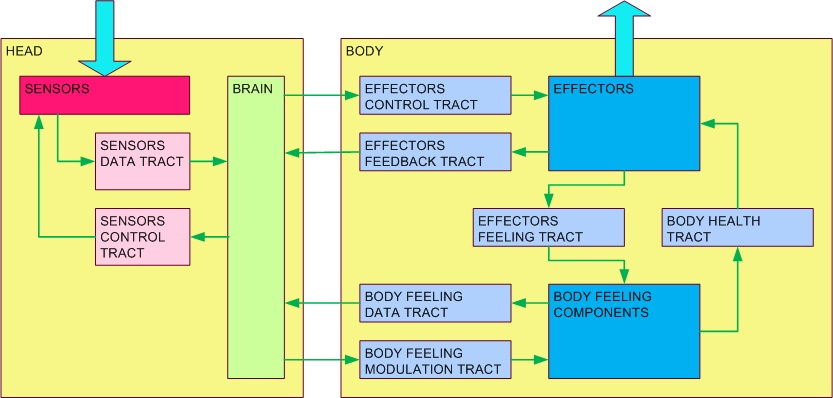 HEAD
SENSORS
SENSORS
DATA TRACT
SENSORS
CONTROL
TRACT
BRAIN
BODY
EFFECTORS
CONTROL TRACT
EFFECTORS
EFFECTORS
FEEDBACK TRACT
EFFECTORS
FEELING TRACT
BODY HEALTH
TRACT
BODY FEELING
DATA TRACT
BODY FEELING
COMPONENTS
BODY FEELING
MODULATION TRACT